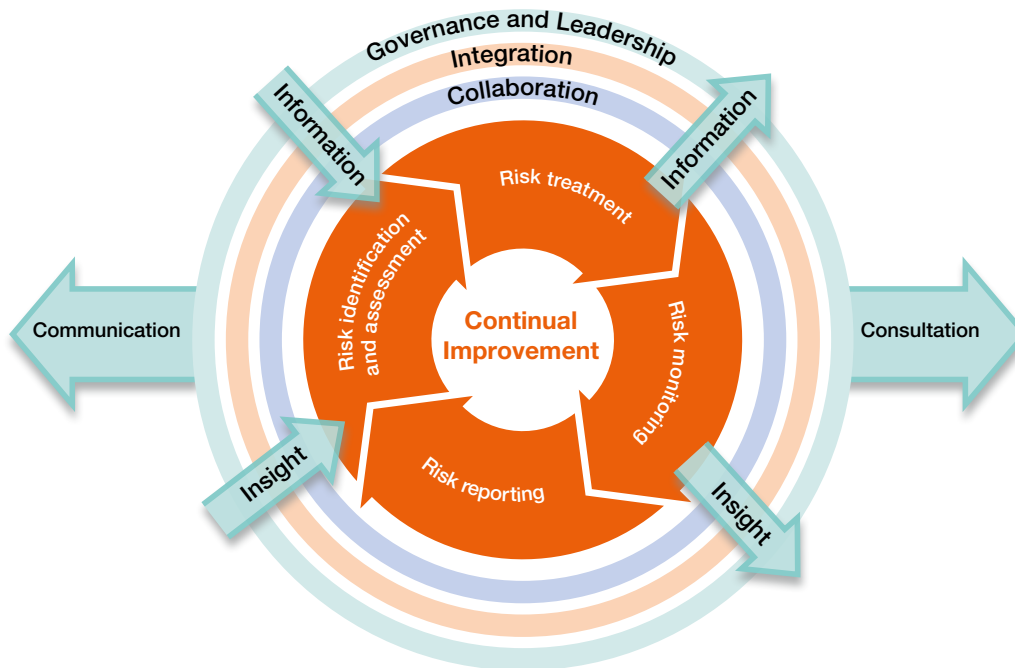 Governance and Leadership
Integration
Collaboration
Information
Information
Risk treatment
Risk identification
and assessment
Communication
Continual
Improvement
Risk monitoring
Consultation
Insight
Risk reporting
Insight